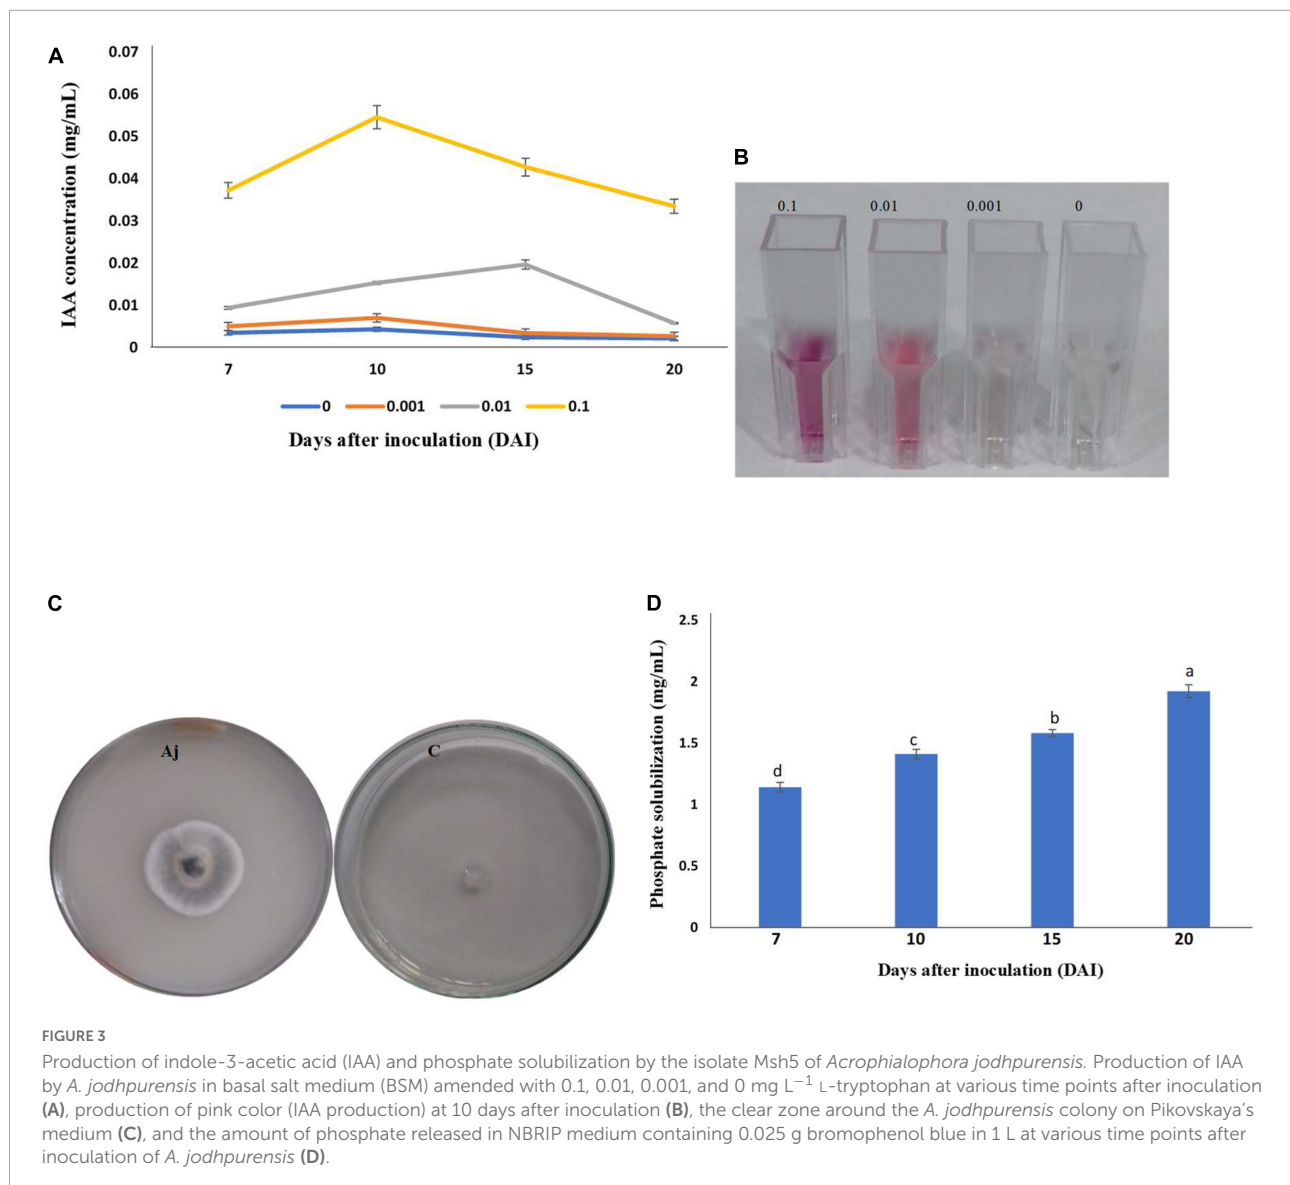 A
0.07
0.06
0.05
0.04
0.03
0.02
0.01
0
IAA concentration (mg/mL)
7 10 15 20
0 0.001 0.01 0.1
Days after inoculation (DAI)
B
0.1 0.01 0.001 0
C
Aj C
D
2.5
2
1.5
1
0.5
0
Phosphate solubilization (mg/mL)
d c b a
7 10 15 20
Days after inoculation (DAI)
FIGURE 3
Production of indole-3-acetic acid (IAA) and phosphate solubilization by the isolate Msh5 of Acrophialophora jodhpurensis. Production of IAA
by A. jodhpurensis in basal salt medium (BSM) amended with 0.1, 0.01, 0.001, and 0 mg L⁻¹ L-tryptophan at various time points after inoculation
(A), production of pink color (IAA production) at 10 days after inoculation (B), the clear zone around the A. jodhpurensis colony on Pikovskaya's
medium (C), and the amount of phosphate released in NBRIP medium containing 0.025 g bromophenol blue in 1 L at various time points after
inoculation of A. jodhpurensis (D).